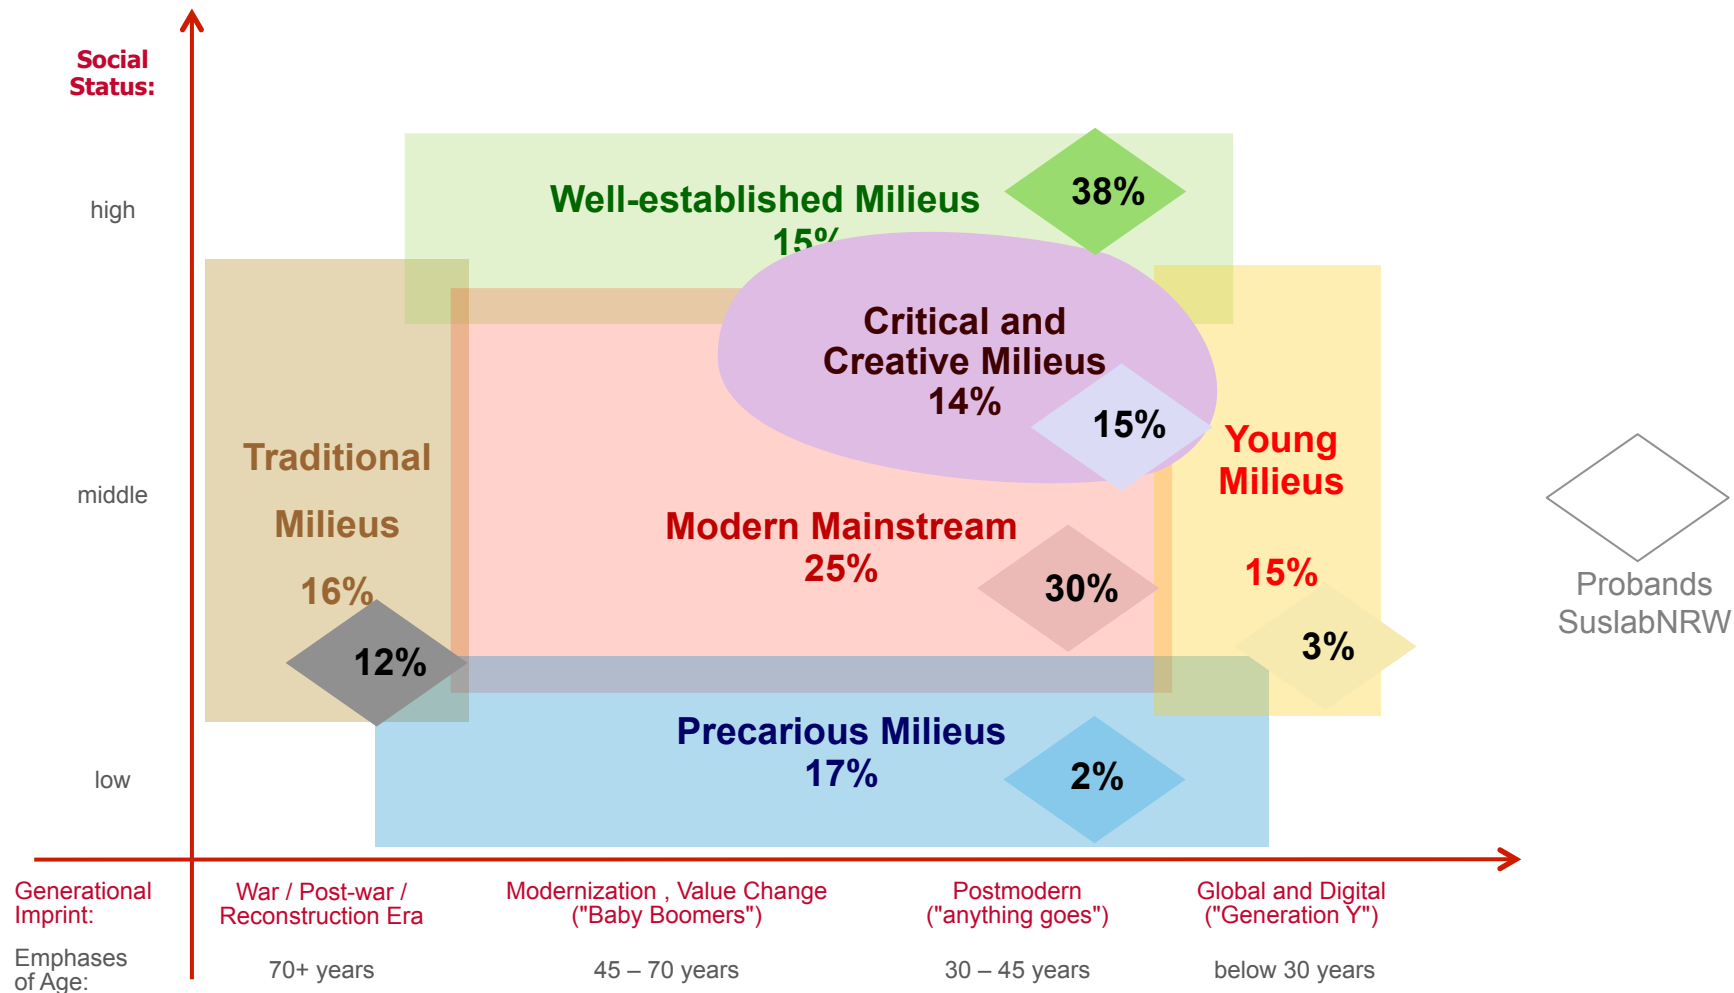 Social
Status:
high
Well-established Milieus
15%
38%
Critical and
Creative Milieus
14%
15%
Traditional
Milieus
16%
12%
middle
Modern Mainstream
25%
30%
Young
Milieus
15%
3%
Probands
SuslabNRW
Precarious Milieus
17%
2%
low
Generational
Imprint:
War / Post-war /
Reconstruction Era
Modernization , Value Change
("Baby Boomers")
Postmodern
("anything goes")
Global and Digital
("Generation Y")
Emphases
of Age:
70+ years
45 – 70 years
30 – 45 years
below 30 years